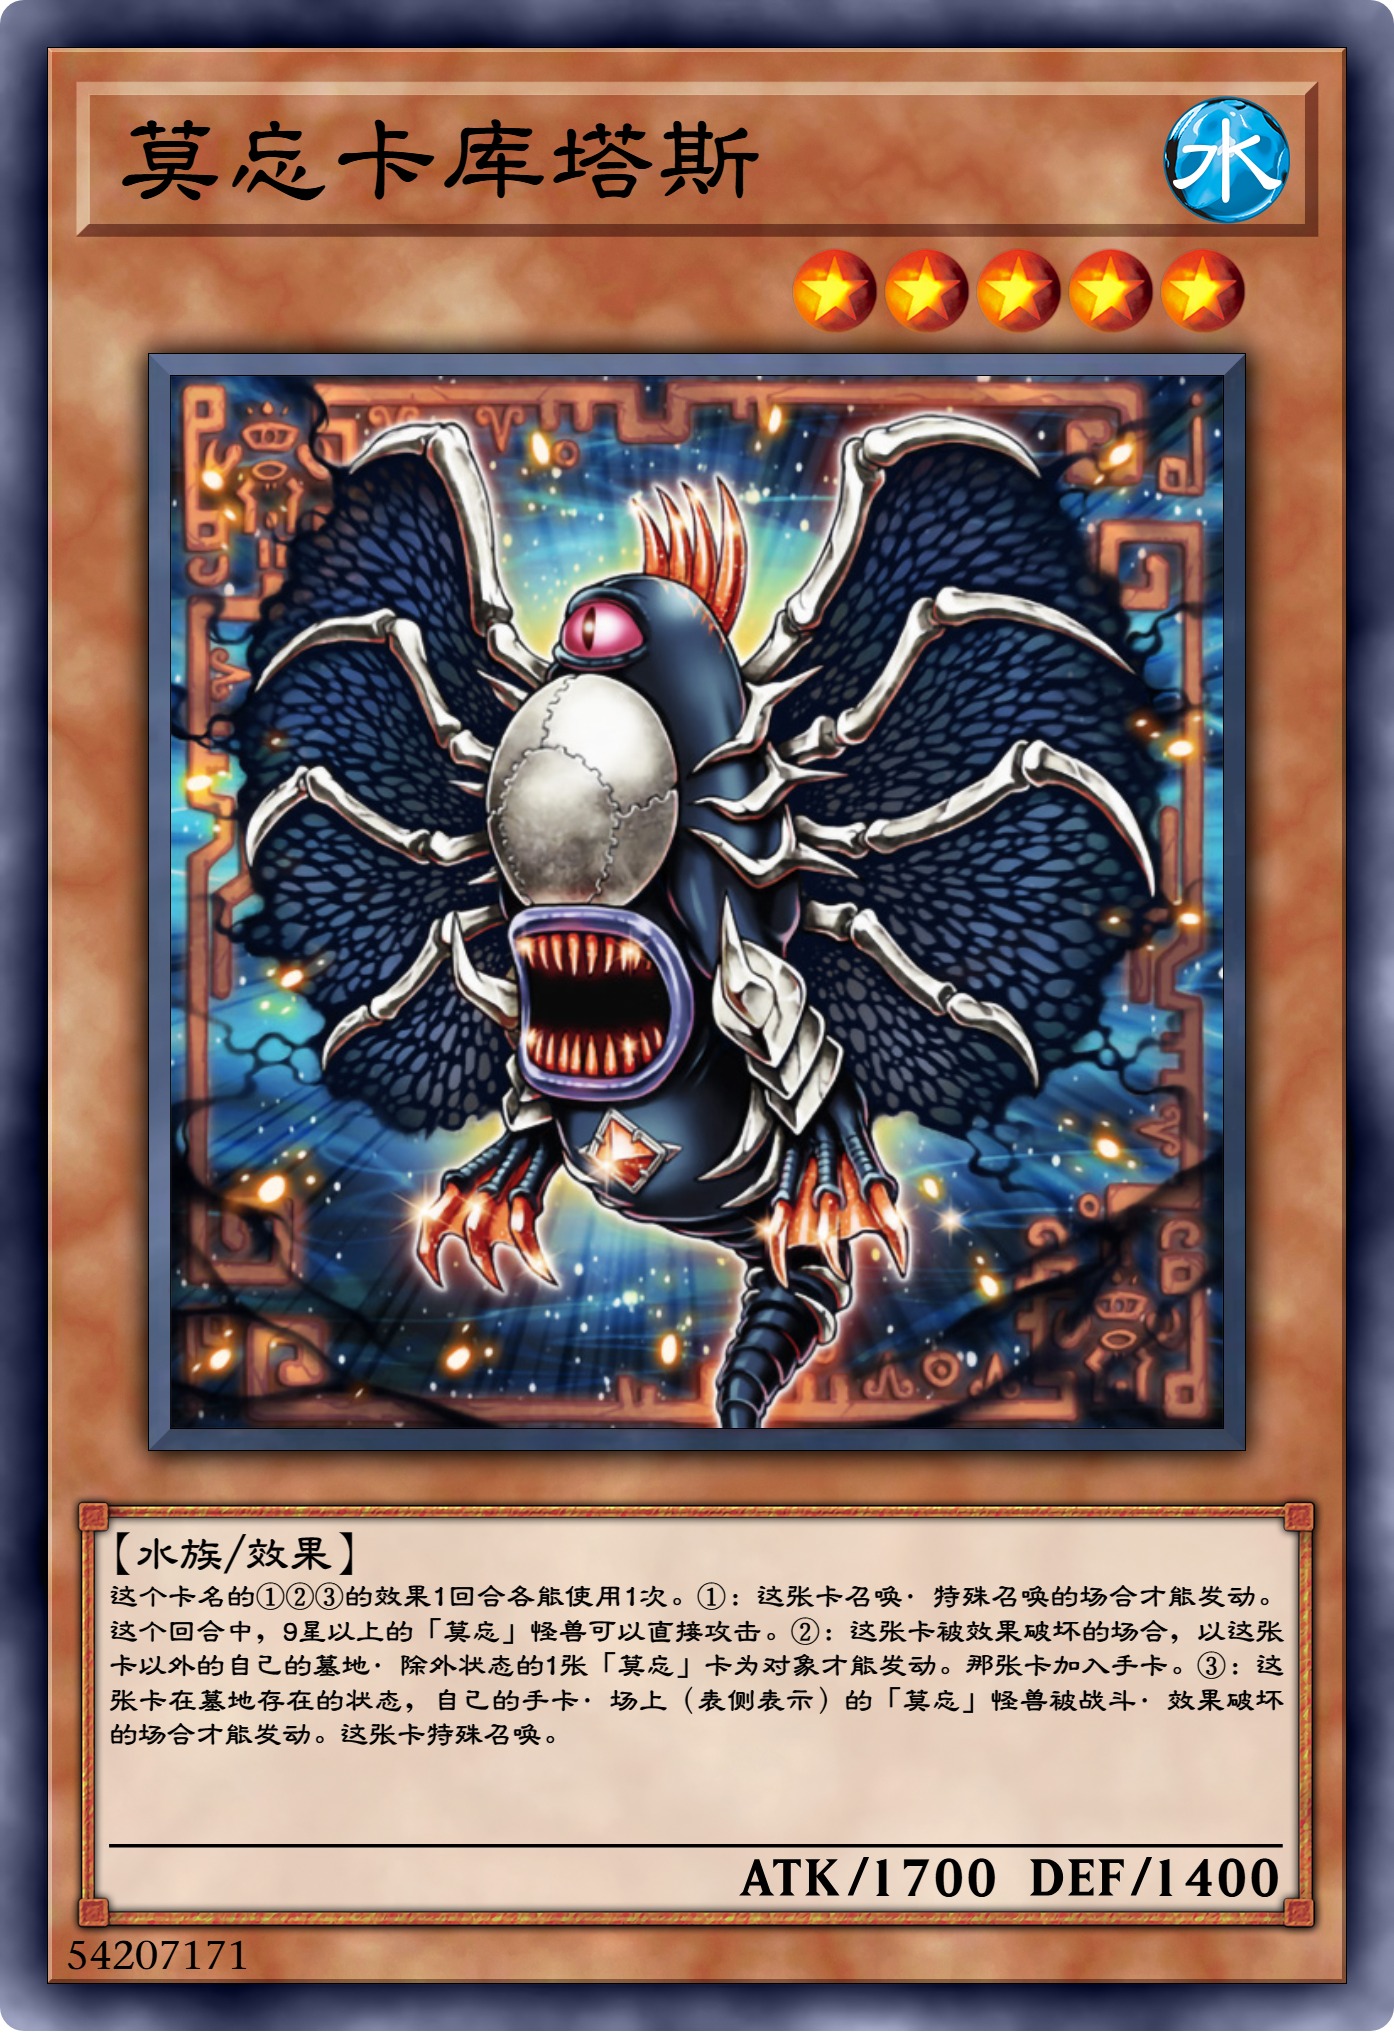 莫忘卡库塔斯
水
【水族/效果】
这个卡名的①②③的效果1回合各能使用1次。①：这张卡召唤·特殊召唤的场合才能发动。
这个回合中，9星以上的「莫忘」怪兽可以直接攻击。②：这张卡被效果破坏的场合，以这张
卡以外的自己的墓地·除外状态的1张「莫忘」卡为对象才能发动。那张卡加入手卡。③：这
张卡在墓地存在的状态，自己的手卡·场上（表侧表示）的「莫忘」怪兽被战斗·效果破坏
的场合才能发动。这张卡特殊召唤。
ATK/1700 DEF/1400
54207171